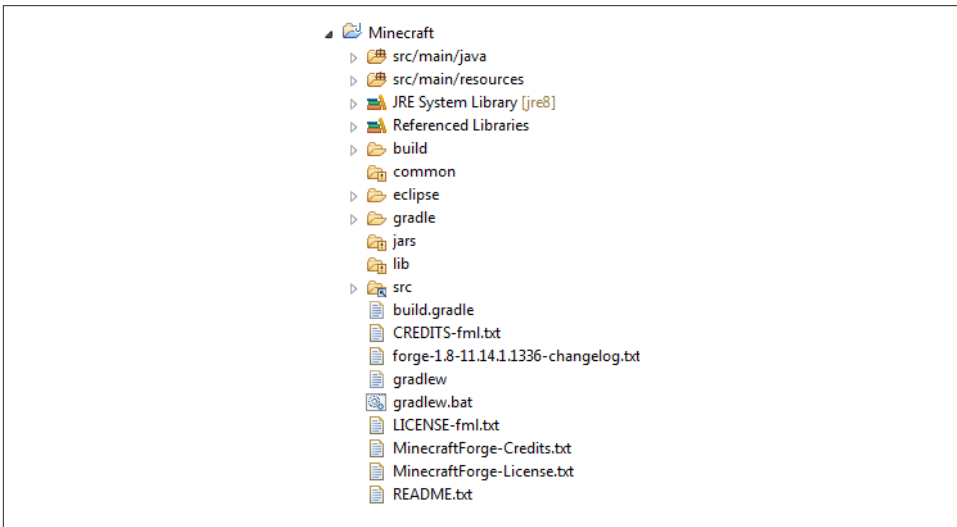 Minecraft
src/main/java
src/main/resources
JRE System Library [jre8]
Referenced Libraries
build
common
eclipse
gradle
jars
lib
src
build.gradle
CREDITS-fml.txt
forge-1.8-11.14.1.1336-changelog.txt
gradlew
gradlew.bat
LICENSE-fml.txt
MinecraftForge-Credits.txt
MinecraftForge-License.txt
README.txt